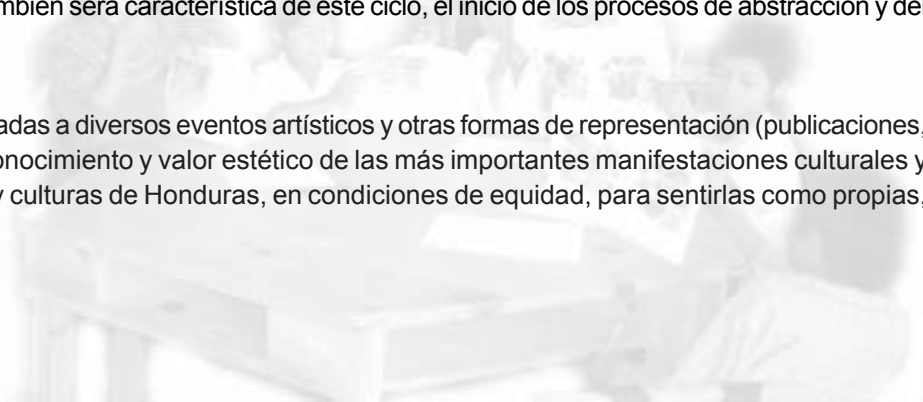 mbién será característica de este ciclo, el inicio de los procesos de abstracción y de
adas a diversos eventos artísticos y otras formas de representación (publicaciones,
onocimiento y valor estético de las más importantes manifestaciones culturales y
y culturas de Honduras, en condiciones de equidad, para sentirlas como propias,